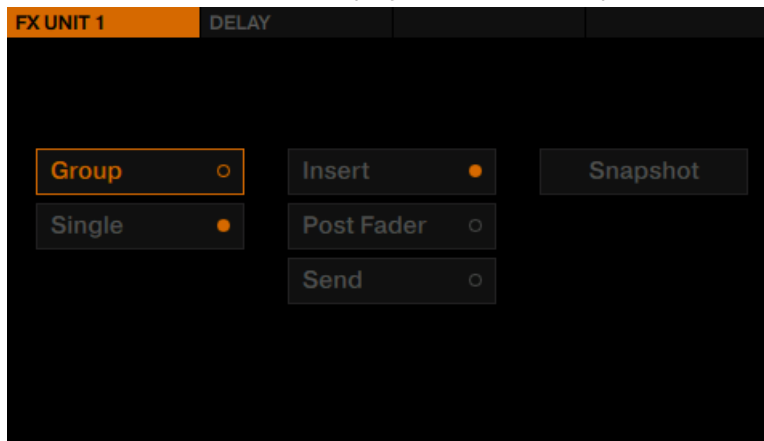 FX UNIT 1 DELAY
Group Insert Snapshot
Single Post Fader
Send